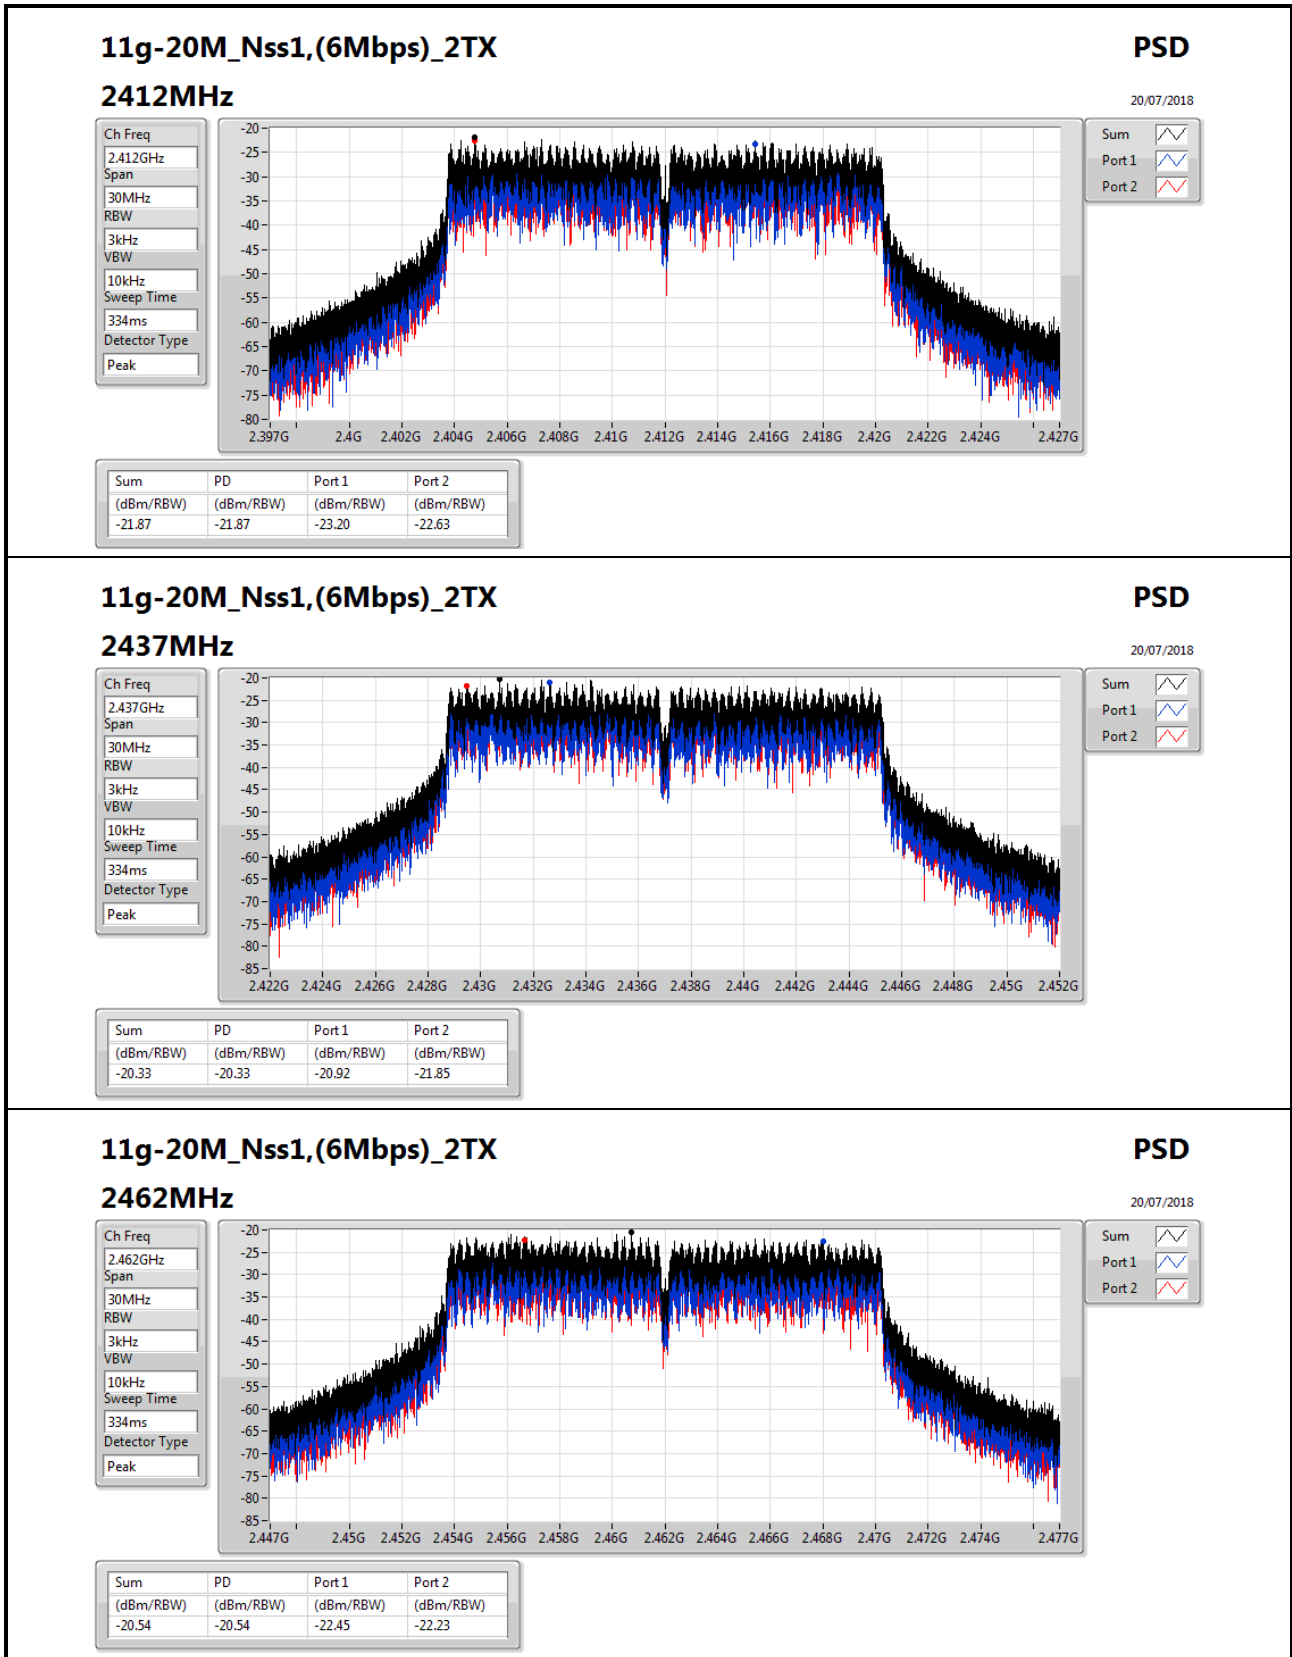 11g-20M_Nss1,(6Mbps)_2TX PSD
2412MHz 20/07/2018
Ch Freq
2.412GHz
Span
30MHz
RBW
3kHz
VBW
10kHz
Sweep Time
334ms
Detector Type
Peak
-20
-25
-30
-35
-40
-45
-50
-55
-60
-65
-70
-75
-80
2.397G 2.4G 2.402G 2.404G 2.406G 2.408G 2.41G 2.412G 2.414G 2.416G 2.418G 2.42G 2.422G 2.424G 2.427G
Sum
Port 1
Port 2
Sum PD Port 1 Port 2
(dBm/RBW) (dBm/RBW) (dBm/RBW) (dBm/RBW)
-21.87 -21.87 -23.20 -22.63
11g-20M_Nss1,(6Mbps)_2TX PSD
2437MHz 20/07/2018
Ch Freq
2.437GHz
Span
30MHz
RBW
3kHz
VBW
10kHz
Sweep Time
334ms
Detector Type
Peak
-20
-25
-30
-35
-40
-45
-50
-55
-60
-65
-70
-75
-80
-85
2.422G 2.424G 2.426G 2.428G 2.43G 2.432G 2.434G 2.436G 2.438G 2.44G 2.442G 2.444G 2.446G 2.448G 2.45G 2.452G
Sum
Port 1
Port 2
Sum PD Port 1 Port 2
(dBm/RBW) (dBm/RBW) (dBm/RBW) (dBm/RBW)
-20.33 -20.33 -20.92 -21.85
11g-20M_Nss1,(6Mbps)_2TX PSD
2462MHz 20/07/2018
Ch Freq
2.462GHz
Span
30MHz
RBW
3kHz
VBW
10kHz
Sweep Time
334ms
Detector Type
Peak
-20
-25
-30
-35
-40
-45
-50
-55
-60
-65
-70
-75
-80
-85
2.447G 2.45G 2.452G 2.454G 2.456G 2.458G 2.46G 2.462G 2.464G 2.466G 2.468G 2.47G 2.472G 2.474G 2.477G
Sum
Port 1
Port 2
Sum PD Port 1 Port 2
(dBm/RBW) (dBm/RBW) (dBm/RBW) (dBm/RBW)
-20.54 -20.54 -22.45 -22.23